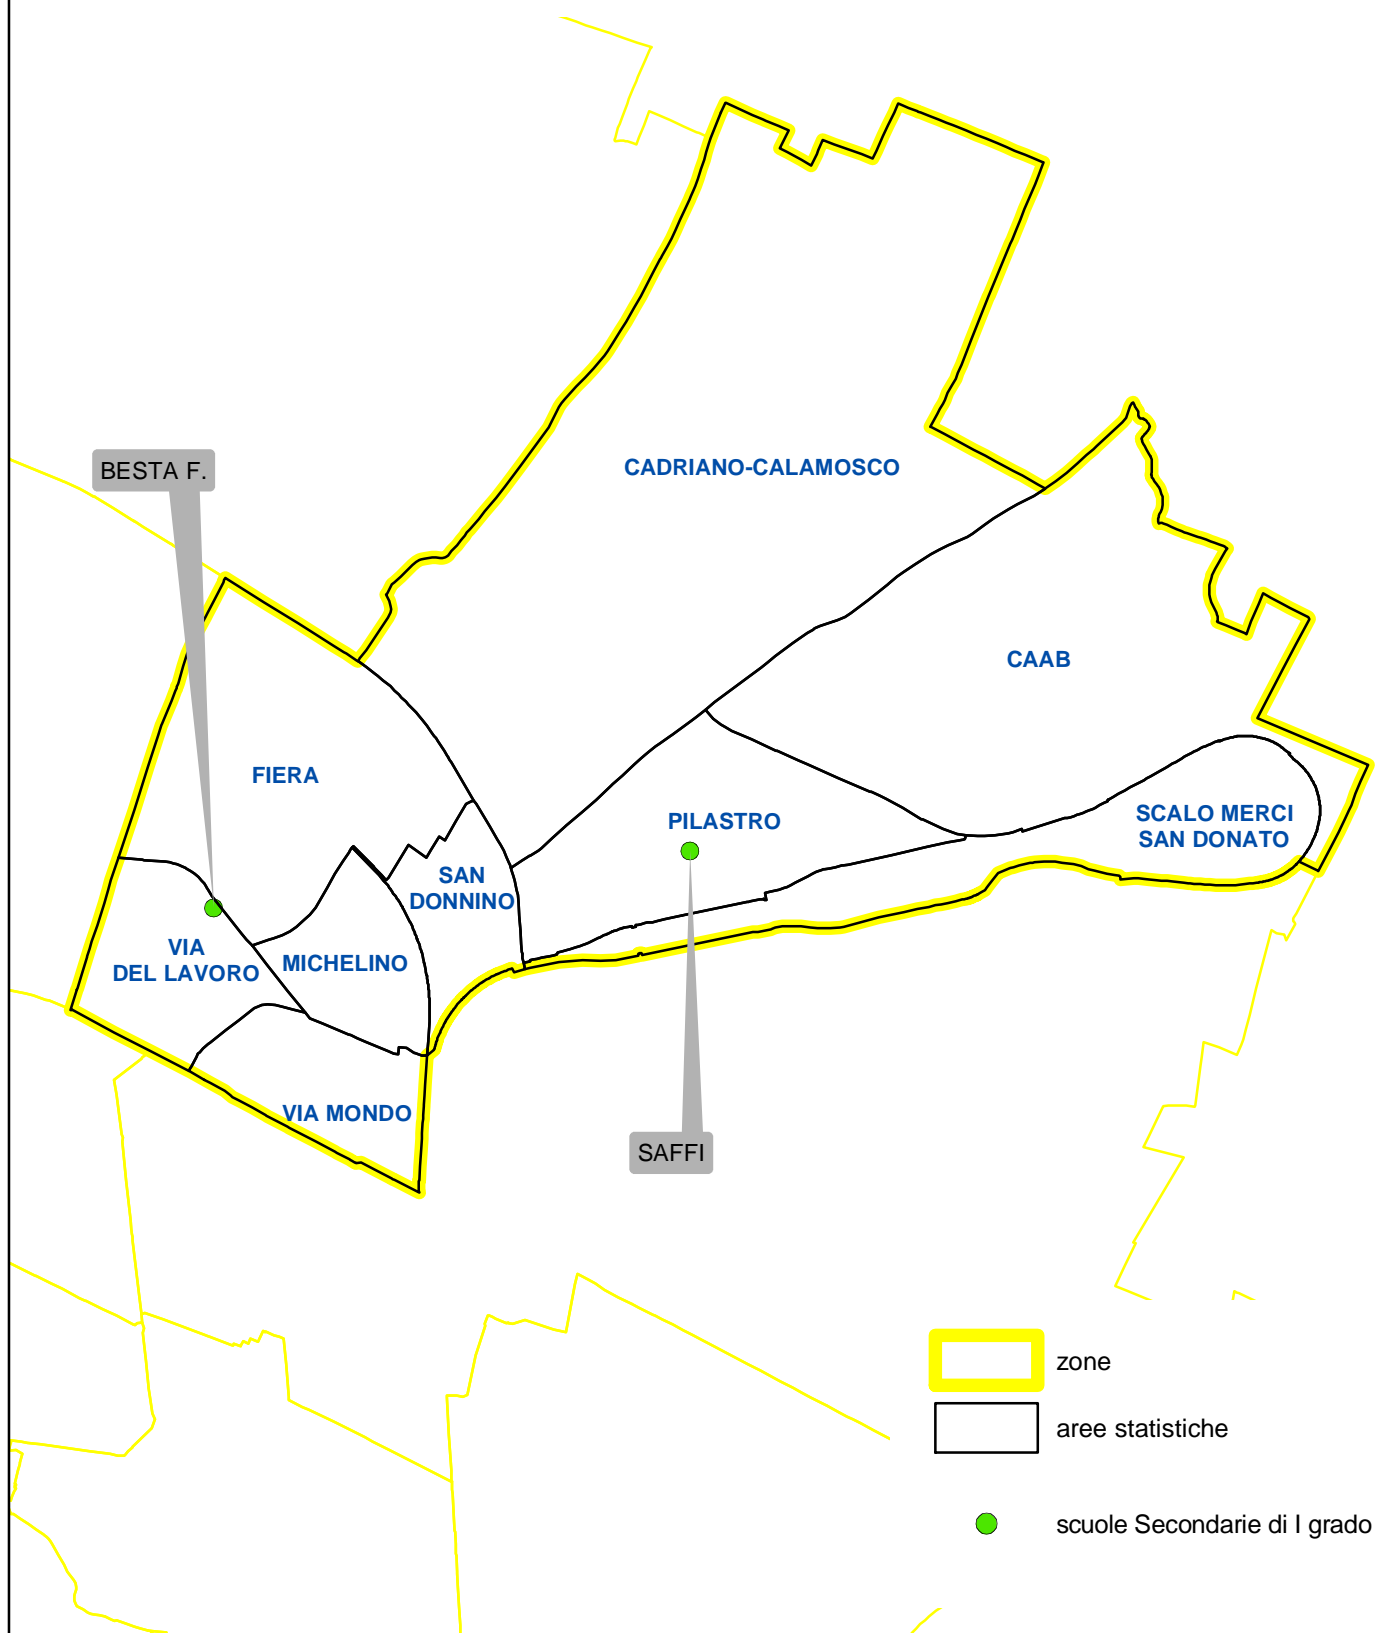 CADRIANO-CALAMOSCO
BESTA F.
CAAB
FIERA
PILASTRO
SCALO MERCI
SAN DONATO
SAN
DONNINO
VIA
DEL LAVORO
MICHELINO
VIA MONDO
SAFFI
zone
aree statistiche
scuole Secondarie di I grado